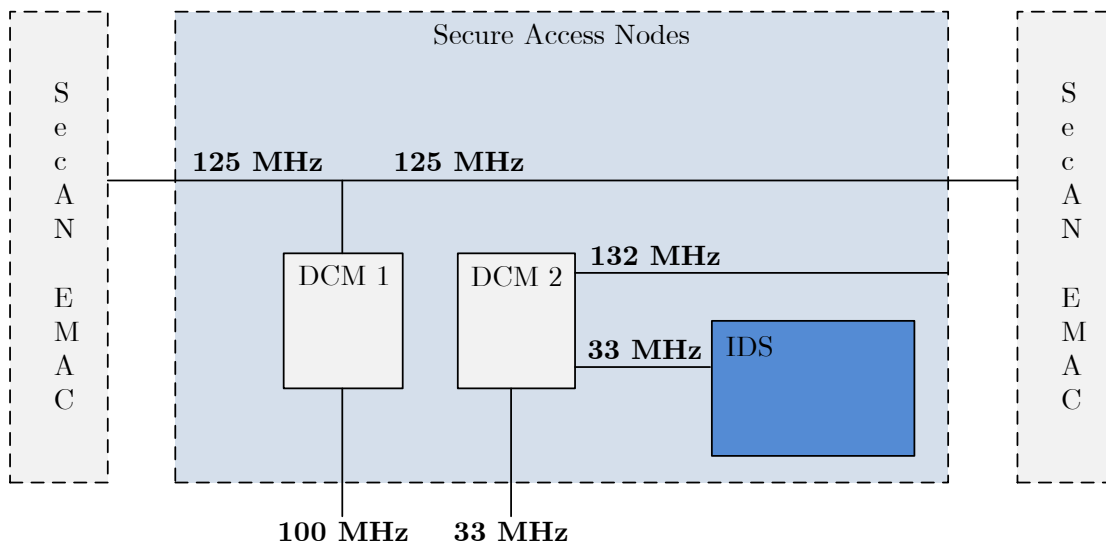 Secure Access Nodes
S
e
c
A
N
E
M
A
C
125 MHz
125 MHz
DCM 1
DCM 2
132 MHz
33 MHz
IDS
100 MHz
33 MHz
S
e
c
A
N
E
M
A
C